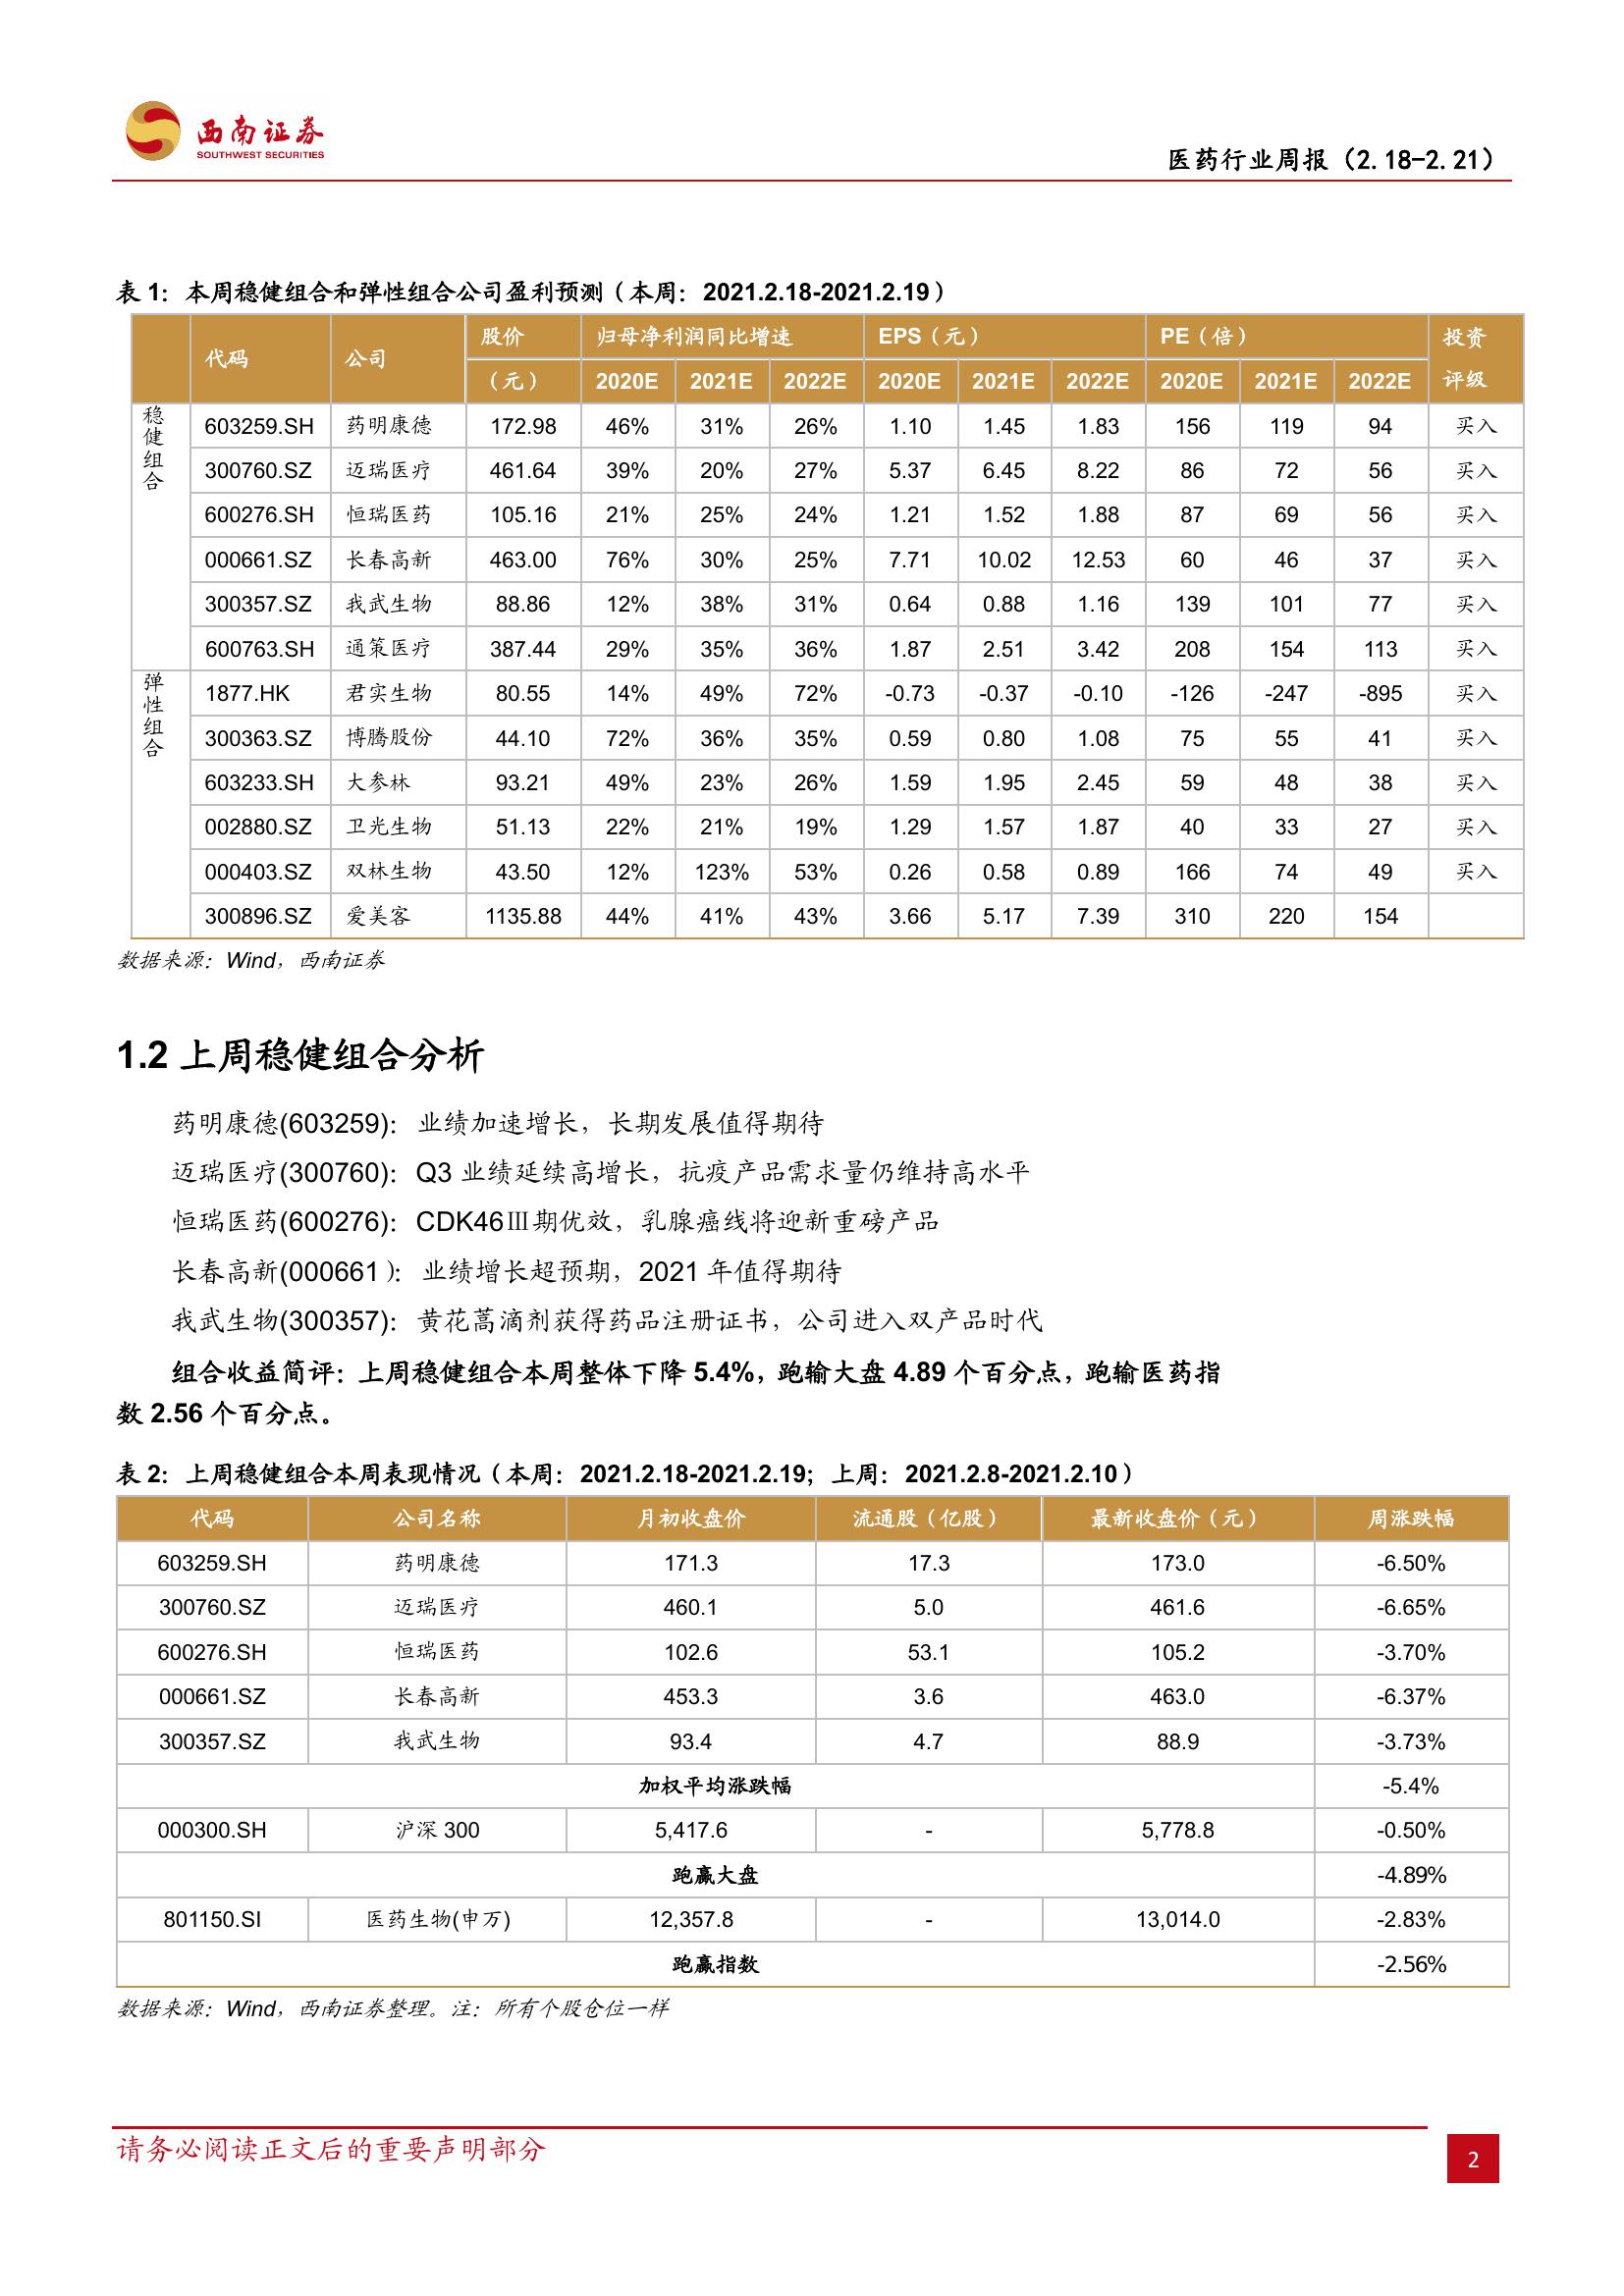 西南证券
SOUTHWEST SECURITIES
医药行业周报（2.18-2.21）
表 1：本周稳健组合和弹性组合公司盈利预测（本周：2021.2.18-2021.2.19）
代码 公司 股价（元） 归母净利润同比增速 EPS（元） PE（倍） 投资评级
2020E 2021E 2022E 2020E 2021E 2022E 2020E 2021E 2022E
稳健组合
603259.SH 药明康德 172.98 46% 31% 26% 1.10 1.45 1.83 156 119 94 买入
300760.SZ 迈瑞医疗 461.64 39% 20% 27% 5.37 6.45 8.22 86 72 56 买入
600276.SH 恒瑞医药 105.16 21% 25% 24% 1.21 1.52 1.88 87 69 56 买入
000661.SZ 长春高新 463.00 76% 30% 25% 7.71 10.02 12.53 60 46 37 买入
300357.SZ 我武生物 88.86 12% 38% 31% 0.64 0.88 1.16 139 101 77 买入
600763.SH 通策医疗 387.44 29% 35% 36% 1.87 2.51 3.42 208 154 113 买入
弹性组合
1877.HK 君实生物 80.55 14% 49% 72% -0.73 -0.37 -0.10 -126 -247 -895 买入
300363.SZ 博腾股份 44.10 72% 36% 35% 0.59 0.80 1.08 75 55 41 买入
603233.SH 大参林 93.21 49% 23% 26% 1.59 1.95 2.45 59 48 38 买入
002880.SZ 卫光生物 51.13 22% 21% 19% 1.29 1.57 1.87 40 33 27 买入
000403.SZ 双林生物 43.50 12% 123% 53% 0.26 0.58 0.89 166 74 49 买入
300896.SZ 爱美客 1135.88 44% 41% 43% 3.66 5.17 7.39 310 220 154
数据来源：Wind，西南证券
1.2 上周稳健组合分析
药明康德(603259)：业绩加速增长，长期发展值得期待
迈瑞医疗(300760)：Q3 业绩延续高增长，抗疫产品需求量仍维持高水平
恒瑞医药(600276)：CDK46Ⅲ期优效，乳腺癌线将迎新重磅产品
长春高新(000661）：业绩增长超预期，2021 年值得期待
我武生物(300357)：黄花蒿滴剂获得药品注册证书，公司进入双产品时代
组合收益简评：上周稳健组合本周整体下降 5.4%，跑输大盘 4.89 个百分点，跑输医药指
数 2.56 个百分点。
表 2：上周稳健组合本周表现情况（本周：2021.2.18-2021.2.19；上周：2021.2.8-2021.2.10）
代码 公司名称 月初收盘价 流通股（亿股） 最新收盘价（元） 周涨跌幅
603259.SH 药明康德 171.3 17.3 173.0 -6.50%
300760.SZ 迈瑞医疗 460.1 5.0 461.6 -6.65%
600276.SH 恒瑞医药 102.6 53.1 105.2 -3.70%
000661.SZ 长春高新 453.3 3.6 463.0 -6.37%
300357.SZ 我武生物 93.4 4.7 88.9 -3.73%
加权平均涨跌幅 -5.4%
000300.SH 沪深 300 5,417.6 - 5,778.8 -0.50%
跑赢大盘 -4.89%
801150.SI 医药生物(申万) 12,357.8 - 13,014.0 -2.83%
跑赢指数 -2.56%
数据来源：Wind，西南证券整理。注：所有个股仓位一样
请务必阅读正文后的重要声明部分
2